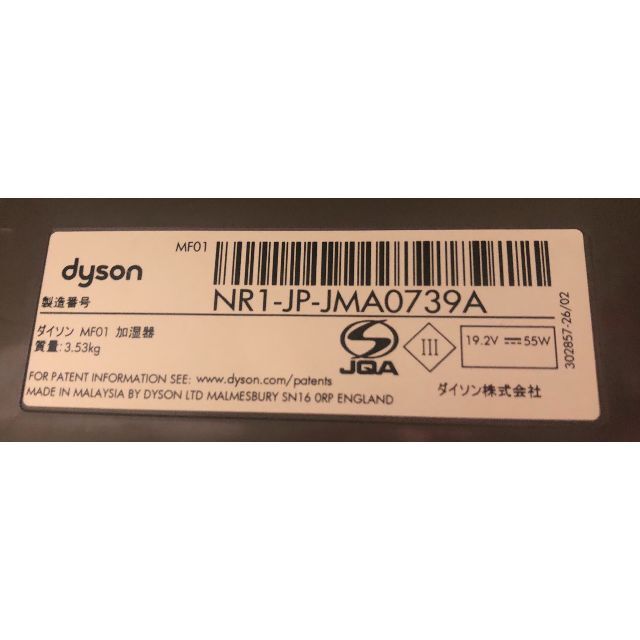 MF01
dyson
製造番号 NR1-JP-JMA0739A
ダイソン MF01 加湿器
質量:3.53kg
JQA
III
19.2V ⎓ 55W
302857-26/02
FOR PATENT INFORMATION SEE: www.dyson.com/patents
MADE IN MALAYSIA BY DYSON LTD MALMESBURY SN16 0RP ENGLAND
ダイソン株式会社